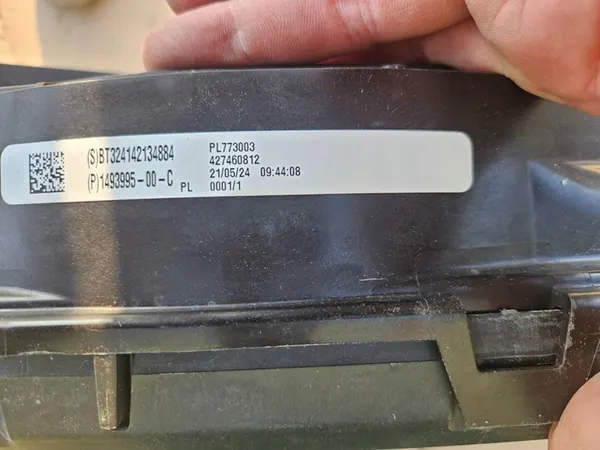 (S)BT324142134884
(P)1493995-00-C
PL
PL773003
427460812
21/05/24 09:44:08
0001/1